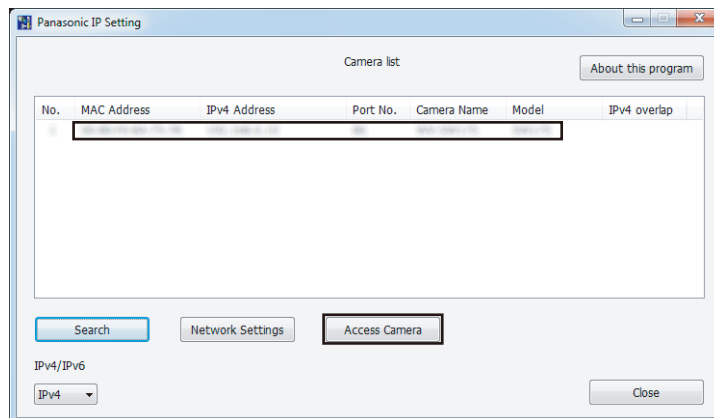 Panasonic IP Setting
Camera list
About this program
No. MAC Address IPv4 Address Port No. Camera Name Model IPv4 overlap
Search Network Settings Access Camera
IPv4/IPv6
IPv4
Close